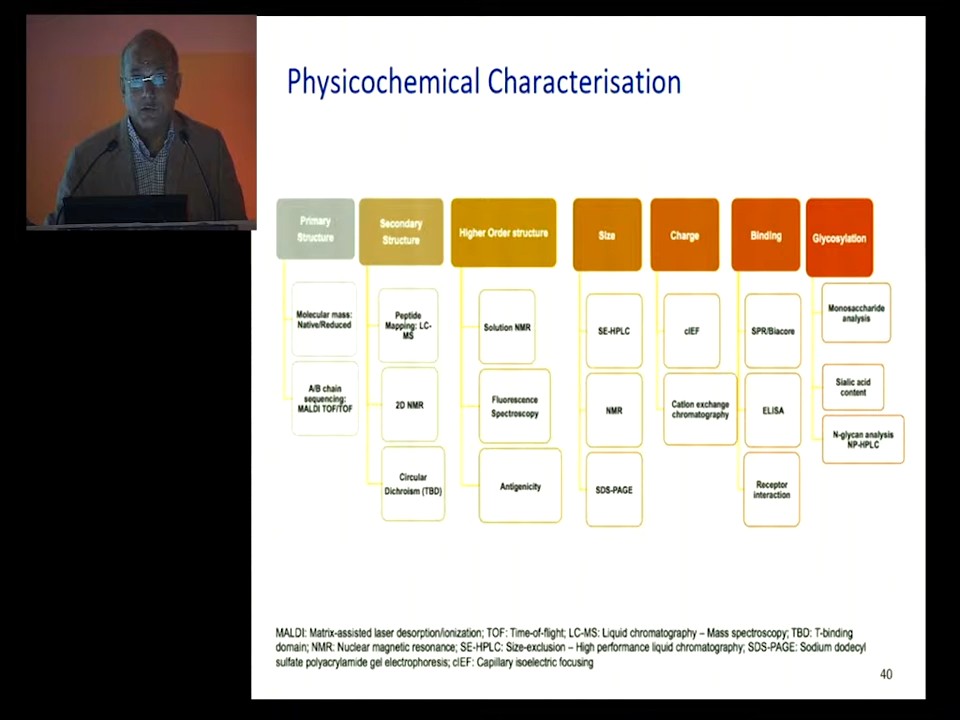 Physicochemical Characterisation
Primary
Structure
Molecular mass:
Native/Reduced
A/B chain
sequencing:
MALDI TOF/TOF
Secondary
Structure
Peptide
Mapping: LC-
MS
2D NMR
Circular
Dichroism (TBD)
Higher Order structure
Solution NMR
Fluorescence
Spectroscopy
Antigenicity
Size
SE-HPLC
NMR
SDS-PAGE
Charge
cIEF
Cation exchange
chromatography
Binding
SPR/Biacore
ELISA
Receptor
interaction
Glycosylation
Monosaccharide
analysis
Sialic acid
content
N-glycan analysis
NP-HPLC
MALDI: Matrix-assisted laser desorption/ionization; TOF: Time-of-flight; LC-MS: Liquid chromatography – Mass spectroscopy; TBD: T-binding
domain; NMR: Nuclear magnetic resonance; SE-HPLC: Size-exclusion – High performance liquid chromatography; SDS-PAGE: Sodium dodecyl
sulfate polyacrylamide gel electrophoresis; cIEF: Capillary isoelectric focusing
40